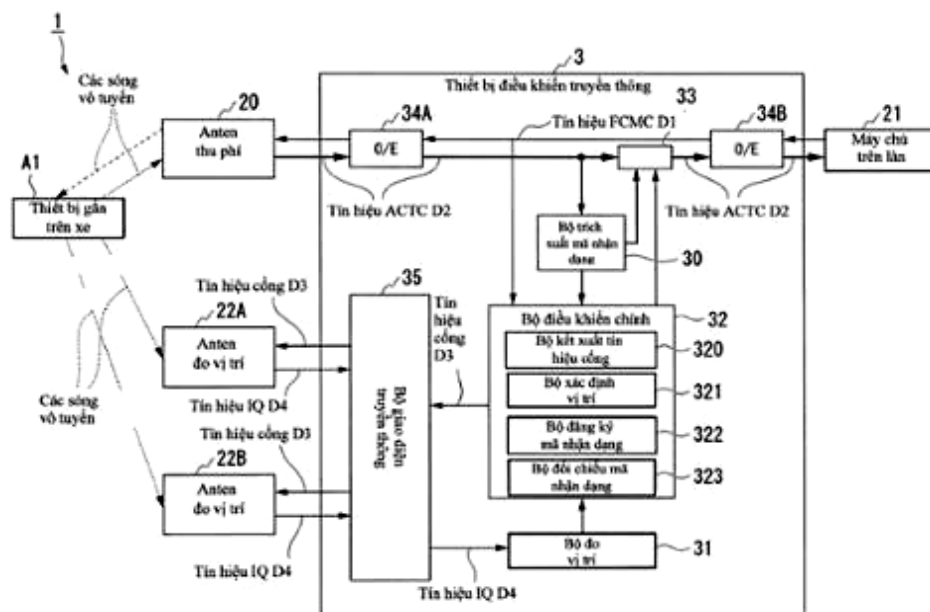 1
Các sóng
vô tuyến
20
Anten
thu phí
A1
Thiết bị gắn
trên xe
3
Thiết bị điều khiển truyền thông
34A
O/E
Tín hiệu FCMC D1
33
34B
O/E
21
Máy chủ
trên làn
Tín hiệu ACTC D2
Tín hiệu ACTC D2
Bộ trích
xuất mã nhận
dạng
30
35
Bộ giao diện
truyền thông
Tín hiệu cổng D3
22A
Anten
đo vị trí
Tín hiệu IQ D4
Các sóng
vô tuyến
Tín hiệu cổng D3
22B
Anten
đo vị trí
Tín hiệu IQ D4
Tín
hiệu
cổng
D3
Bộ điều khiển chính
32
Bộ kết xuất tín
hiệu cổng
320
Bộ xác định
vị trí
321
Bộ đăng ký
mã nhận dạng
322
Bộ đối chiếu mã
nhận dạng
323
Bộ đo
vị trí
31
Tín hiệu IQ D4